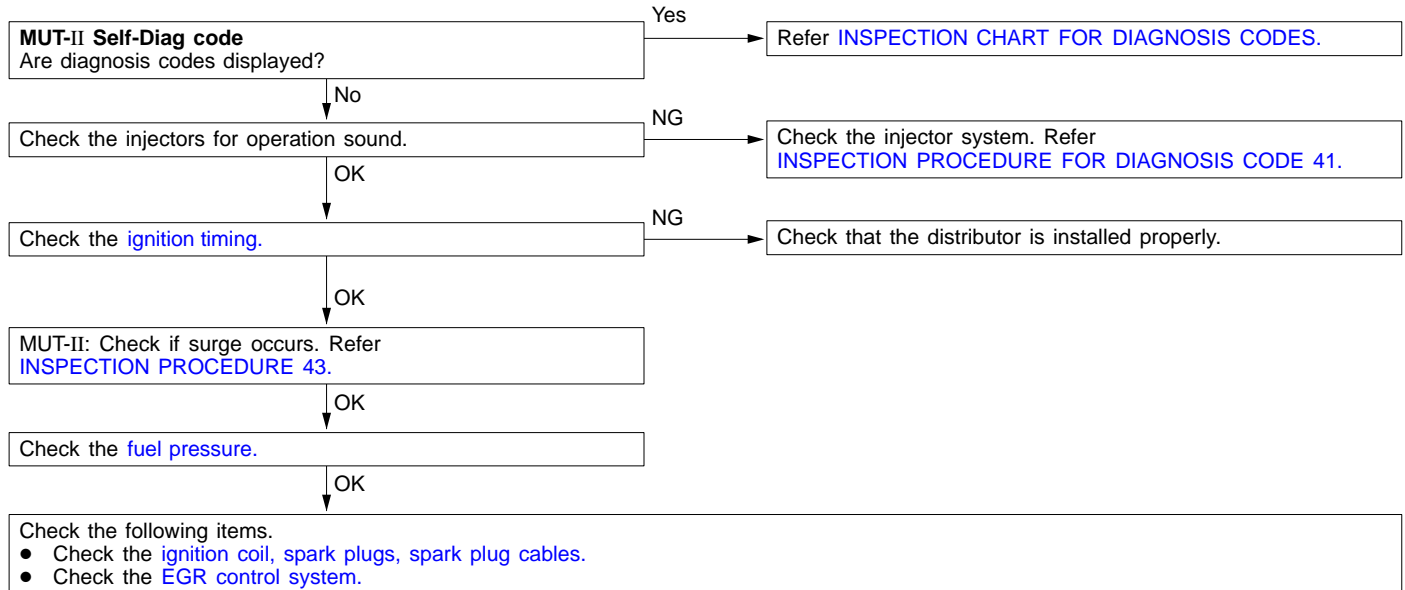 MUT-II Self-Diag code
Are diagnosis codes displayed?
Yes
Refer INSPECTION CHART FOR DIAGNOSIS CODES.
No
Check the injectors for operation sound.
NG
Check the injector system. Refer
INSPECTION PROCEDURE FOR DIAGNOSIS CODE 41.
OK
Check the ignition timing.
NG
Check that the distributor is installed properly.
OK
MUT-II: Check if surge occurs. Refer
INSPECTION PROCEDURE 43.
OK
Check the fuel pressure.
OK
Check the following items.
● Check the ignition coil, spark plugs, spark plug cables.
● Check the EGR control system.